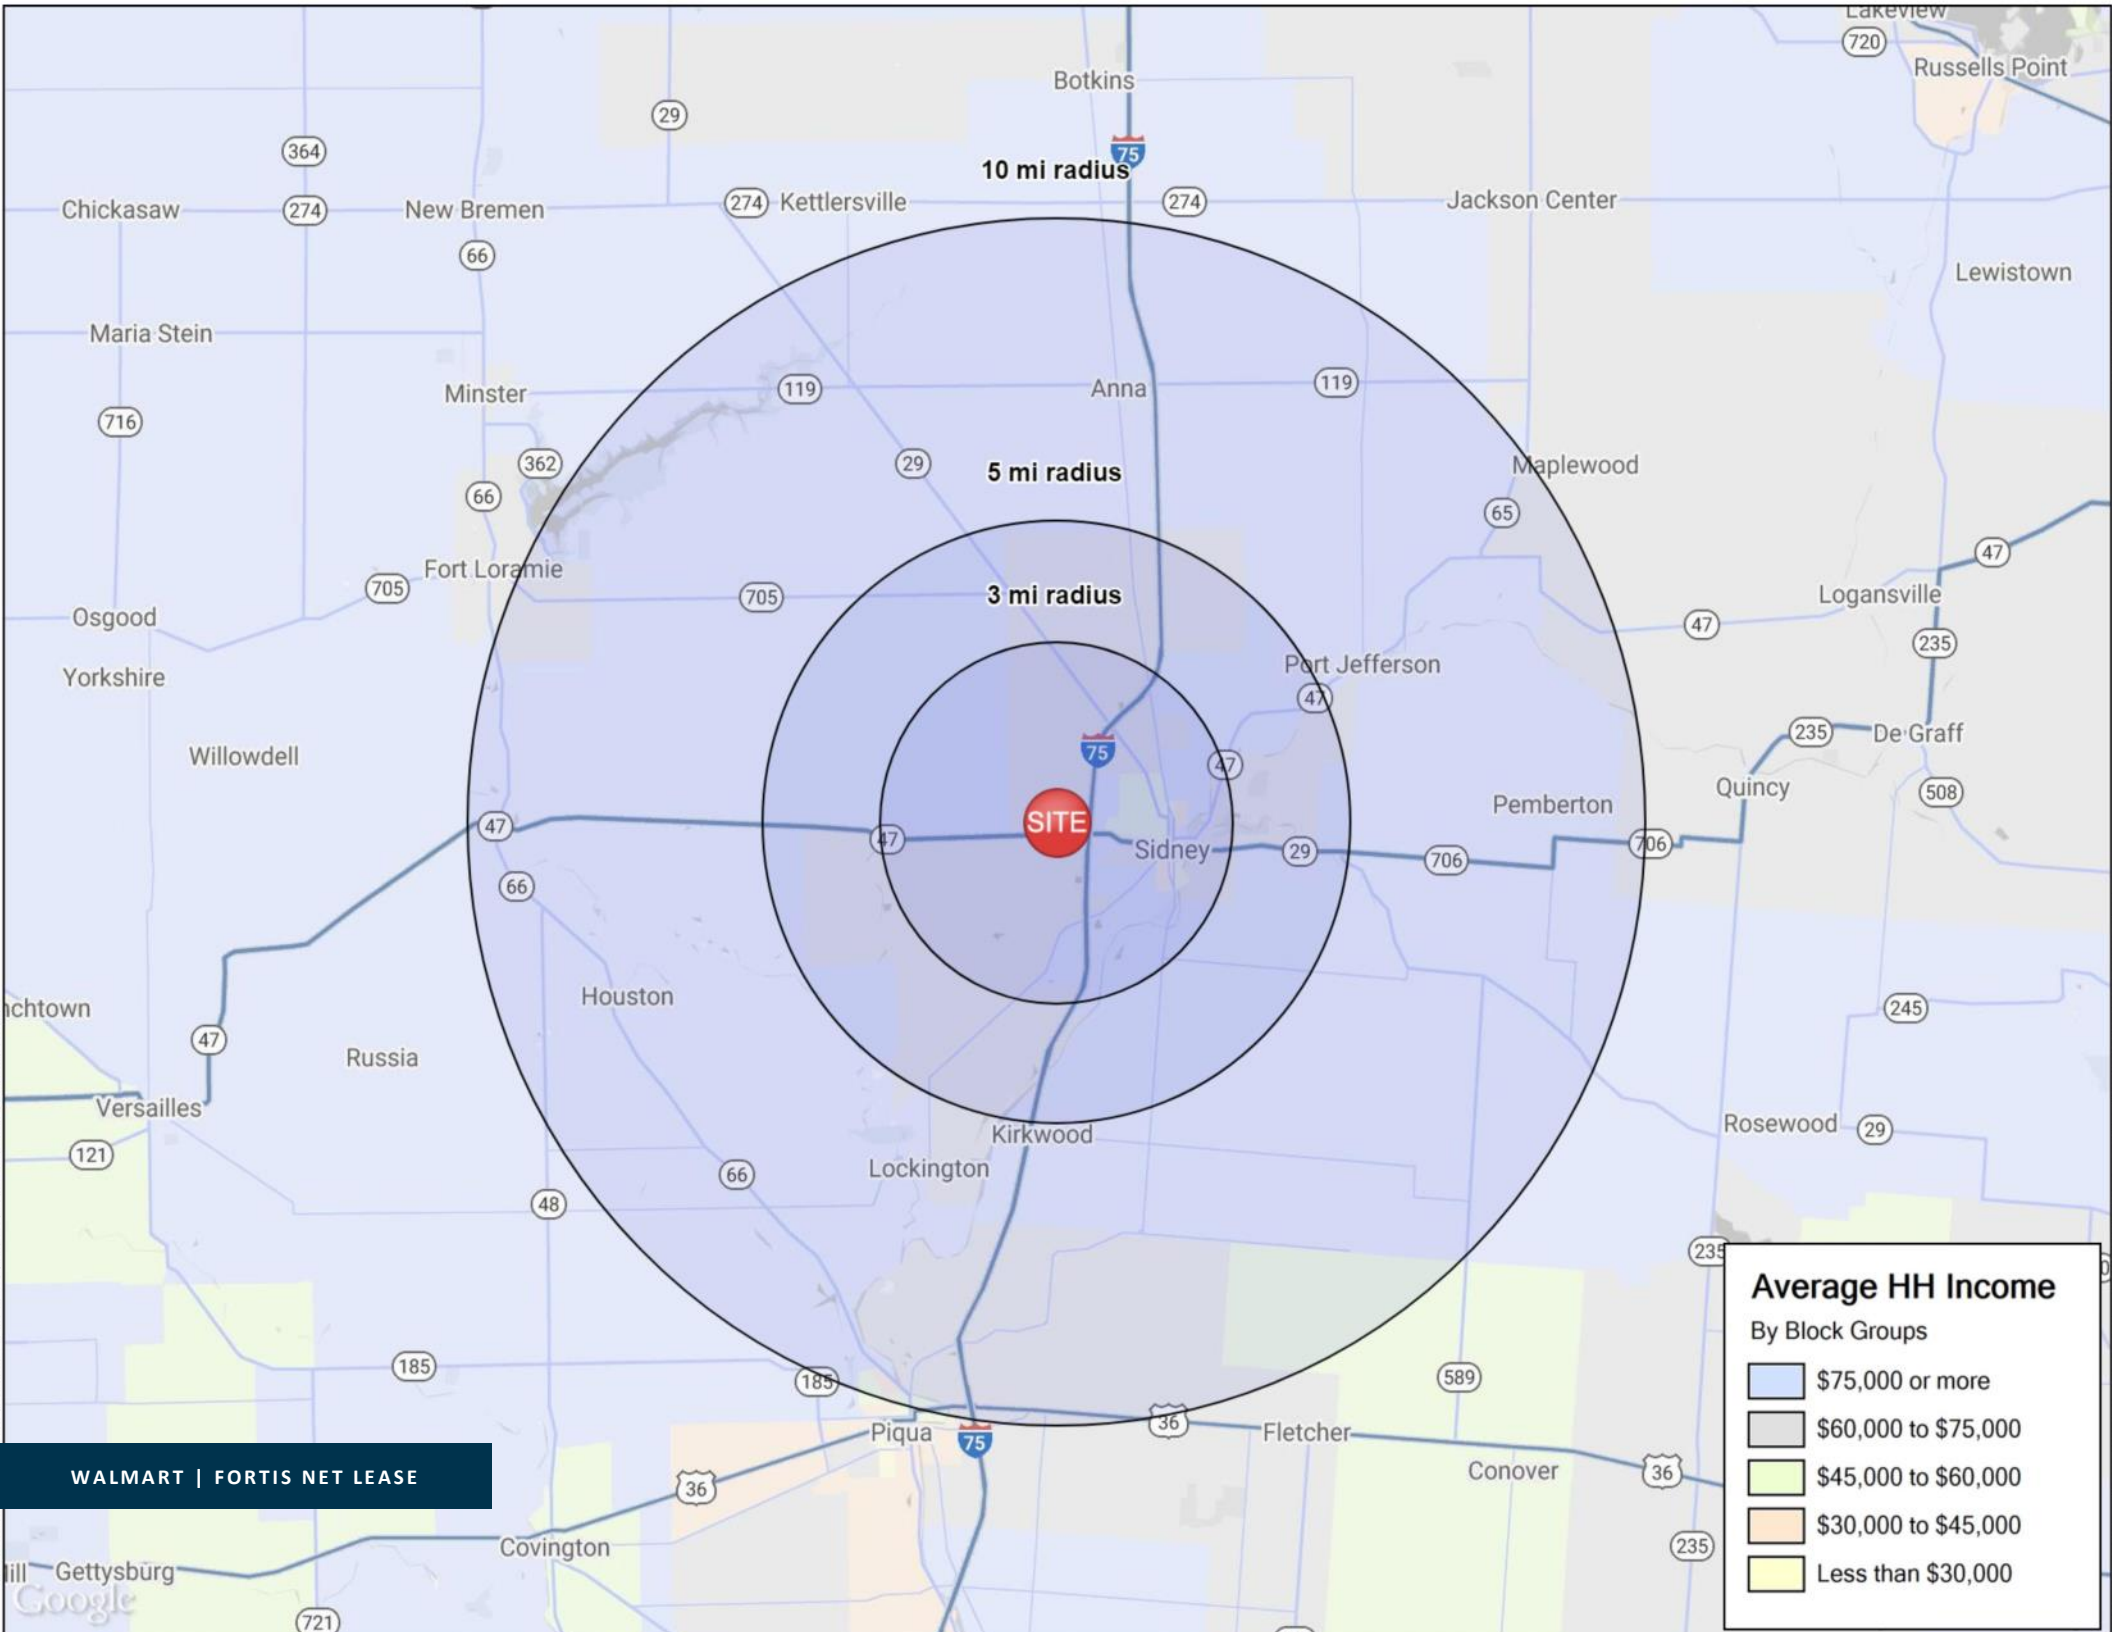 Lakeview
720
Russells Point
Botkins
29
75
364
10 mi radius
Chickasaw
274
New Bremen
274
Kettlersville
274
Jackson Center
66
Lewistown
Maria Stein
Minster
119
Anna
119
716
362
29
5 mi radius
Maplewood
66
65
47
Fort Loramie
705
705
3 mi radius
Logansville
Osgood
47
235
Yorkshire
Port Jefferson
47
Willowdell
75
235
De Graff
47
Quincy
508
Pemberton
SITE
47
47
Sidney
29
706
706
66
Houston
nchtown
245
47
Russia
Versailles
Rosewood
29
Kirkwood
121
Lockington
66
48
235
185
185
589
Piqua
75
36
Fletcher
Conover
36
36
Covington
235
ill
Gettysburg
Google
721
WALMART | FORTIS NET LEASE
Average HH Income
By Block Groups
$75,000 or more
$60,000 to $75,000
$45,000 to $60,000
$30,000 to $45,000
Less than $30,000